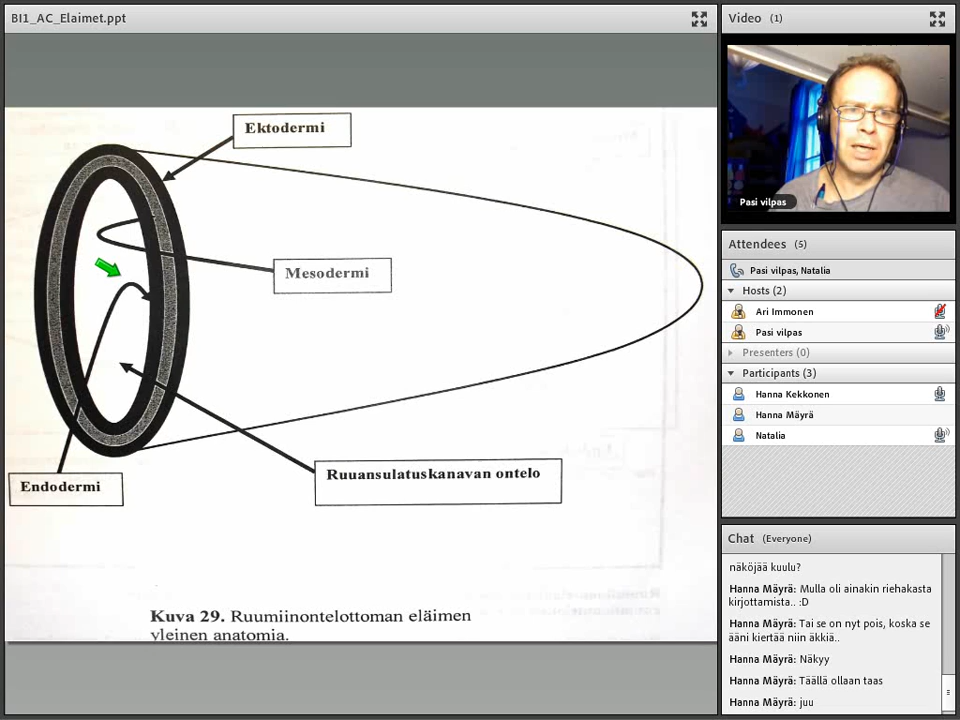 BI1_AC_Elaimet.ppt
Ektodermi
Mesodermi
Endodermi
Ruuansulatuskanavan ontelo
Kuva 29. Ruumiinontelottoman eläimen
yleinen anatomia.
Video (1)
Pasi vilpas
Attendees (5)
Pasi vilpas, Natalia
Hosts (2)
Ari Immonen
Pasi vilpas
Presenters (0)
Participants (3)
Hanna Kekkonen
Hanna Mäyrä
Natalia
Chat (Everyone)
näköjää kuulu?
Hanna Mäyrä: Mulla oli ainakin riehakasta
kirjottamista.. :D
Hanna Mäyrä: Tai se on nyt pois, koska se
ääni kiertää niin äkkiä..
Hanna Mäyrä: Näkyy
Hanna Mäyrä: Täällä ollaan taas
Hanna Mäyrä: juu